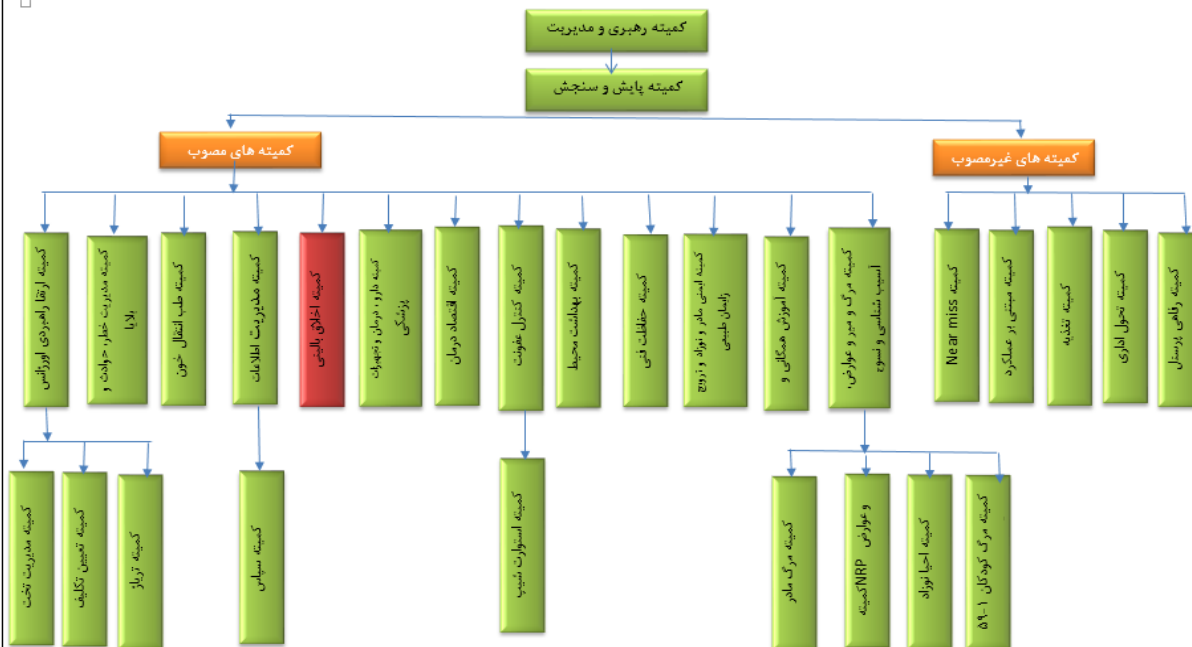 کمیته رهبری و مدیریت
کمیته پایش و سنجش
کمیته های غیرمصوب
کمیته های مصوب
کمیته رفاهی پرسنل
کمیته تحول اداری
کمیته تغذیه
کمیته مبتنی بر عملکرد
کمیته Near miss
کمیته مرگ و میر و عوارض،
آسیب شناسی و نسوج
کمیته آموزش همگانی و
کمیته ایمنی مادر و نوزاد و ترویج
زایمان طبیعی
کمیته حفاظت فنی
کمیته بهداشت محیط
کمیته کنترل عفونت
کمیته اقتصاد درمان
کمیته دارو، درمان و تجهیزات
پزشکی
کمیته اخلاق بالینی
کمیته مدیریت اطلاعات
کمیته طب انتقال خون
کمیته مدیریت خطر، حوادث و
بلایا
کمیته ارتقا راهبردی اورژانس
کمیته مرگ کودکان ۱-۵۹
کمیته احیا نوزاد
کمیتهNRP و عوارض
کمیته مرگ مادر
کمیته استوارت شیپ
کمیته سپاس
کمیته تریاژ
کمیته تعیین تکلیف
کمیته مدیریت تخت